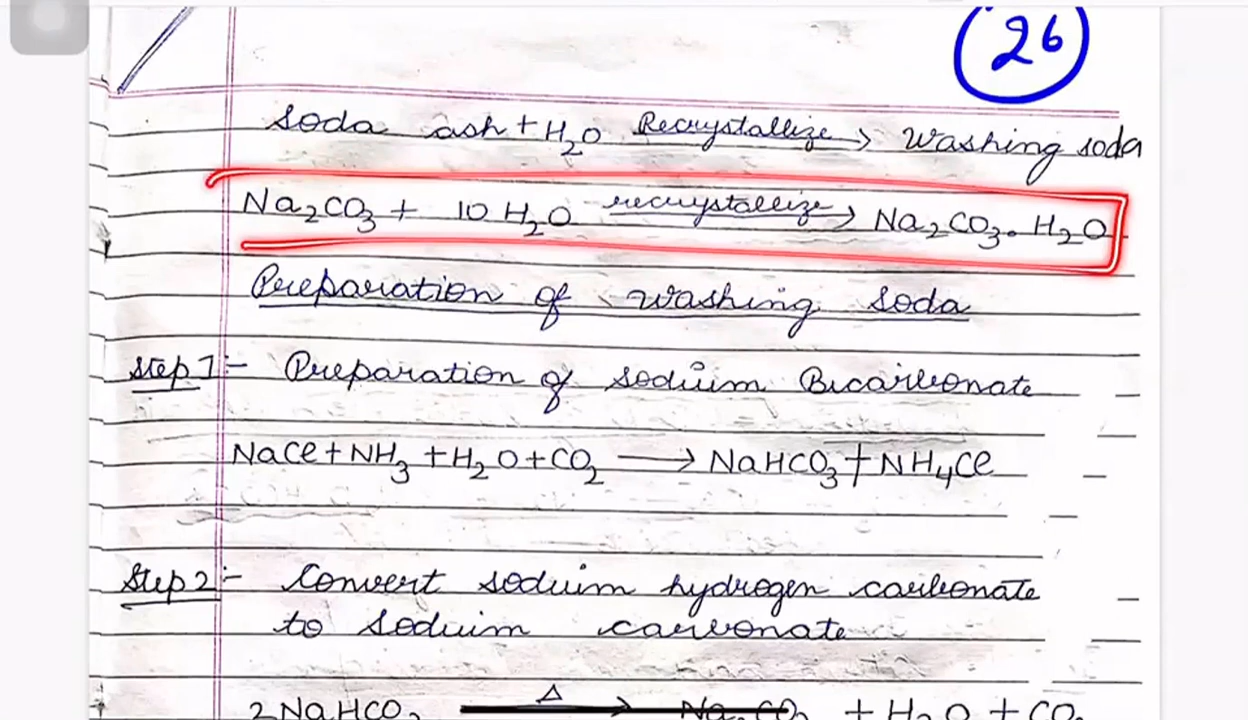 26
Soda ash + H₂O Recrystallize → Washing soda
Na₂CO₃ + 10 H₂O recrystallize → Na₂CO₃. H₂O
Preparation of washing soda
Step 1:- Preparation of sodium Bicarbonate
NaCl + NH₃ + H₂O + CO₂ → NaHCO₃ + NH₄Cl
Step 2:- Convert sodium hydrogen carbonate
to sodium carbonate
2 NaHCO₃ Δ → Na₂CO₃ + H₂O + CO₂